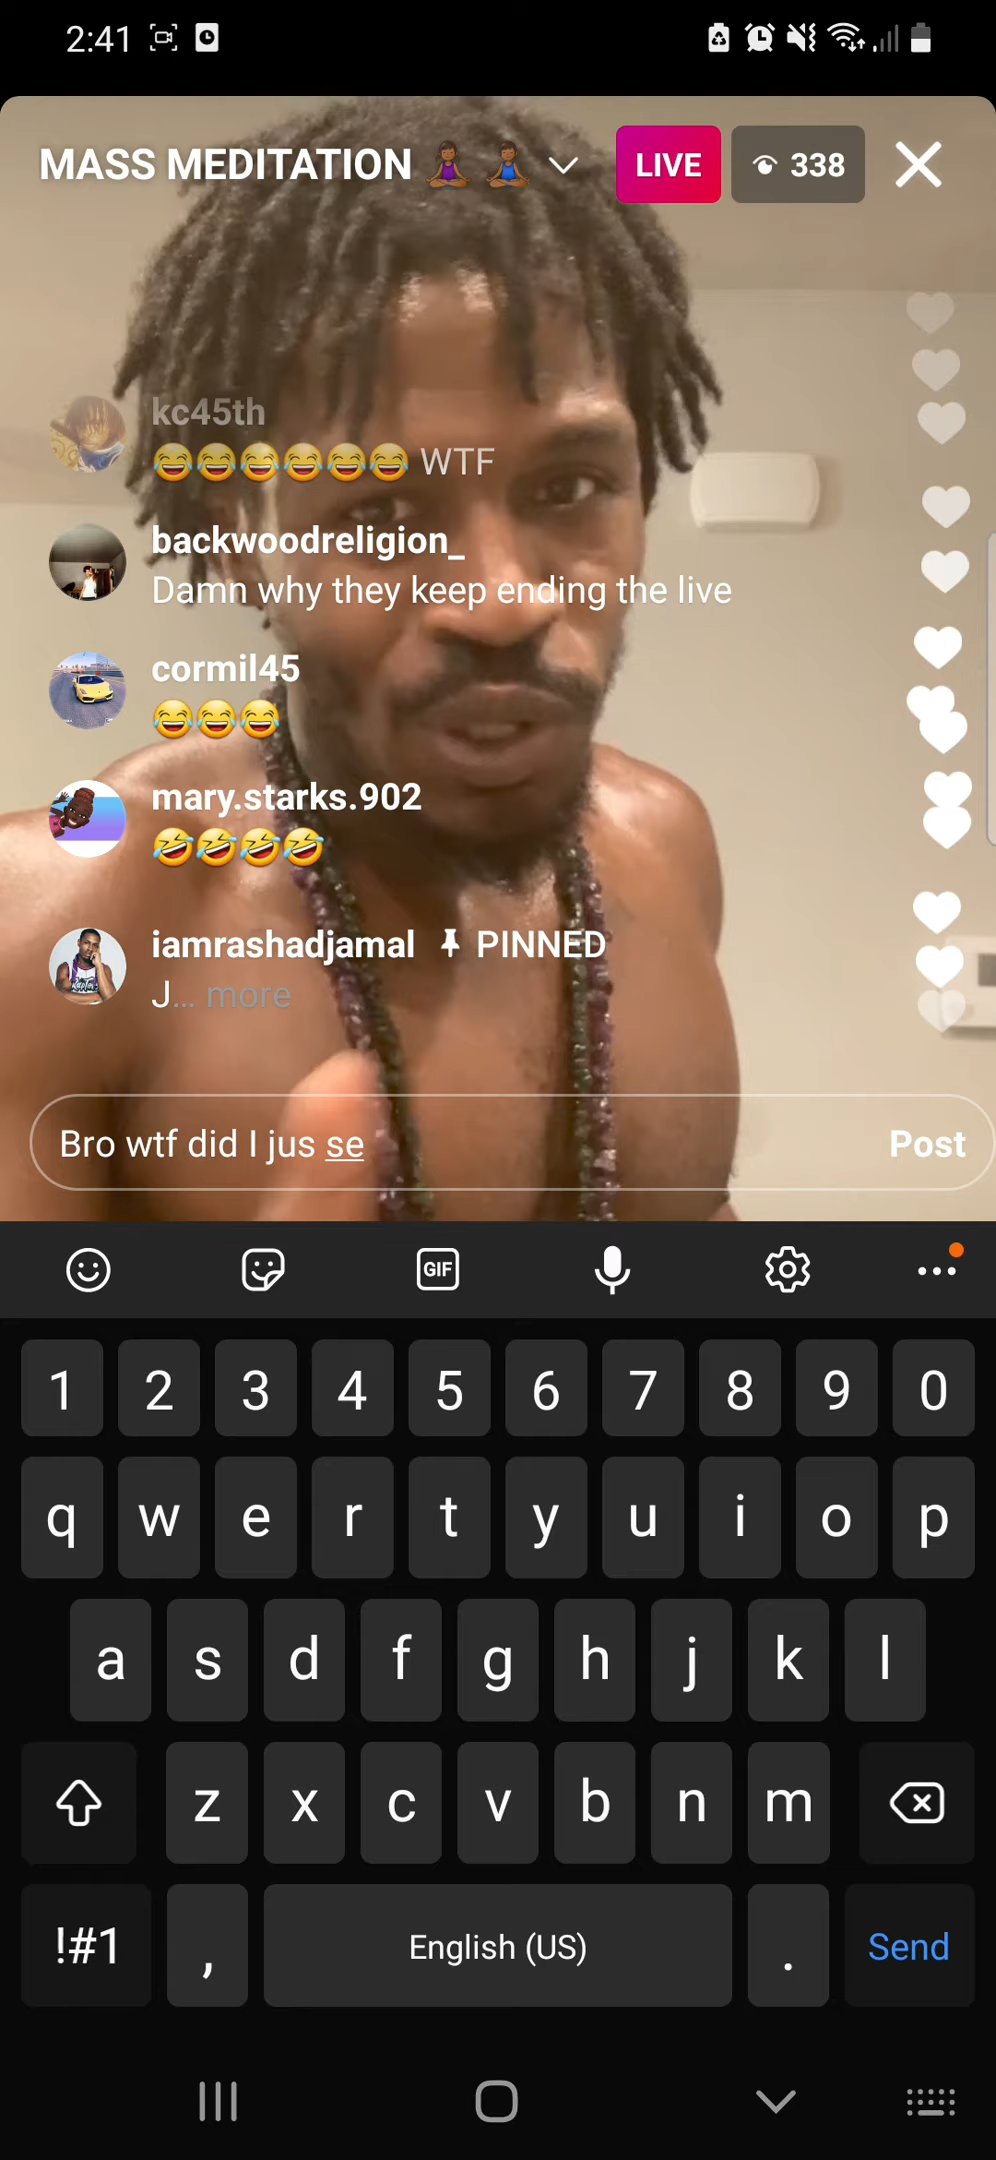 2:41
MASS MEDITATION 🧘🏾‍♀️ 🧘🏾‍♂️
LIVE
338
kc45th
😂😂😂😂😂😂 WTF
backwoodreligion_
Damn why they keep ending the live
cormil45
😂😂😂
mary.starks.902
🤣🤣🤣🤣
iamrashadjamal PINNED
J... more
Bro wtf did I jus se
Post
GIF
1 2 3 4 5 6 7 8 9 0
q w e r t y u i o p
a s d f g h j k l
z x c v b n m
!#1 , English (US) . Send